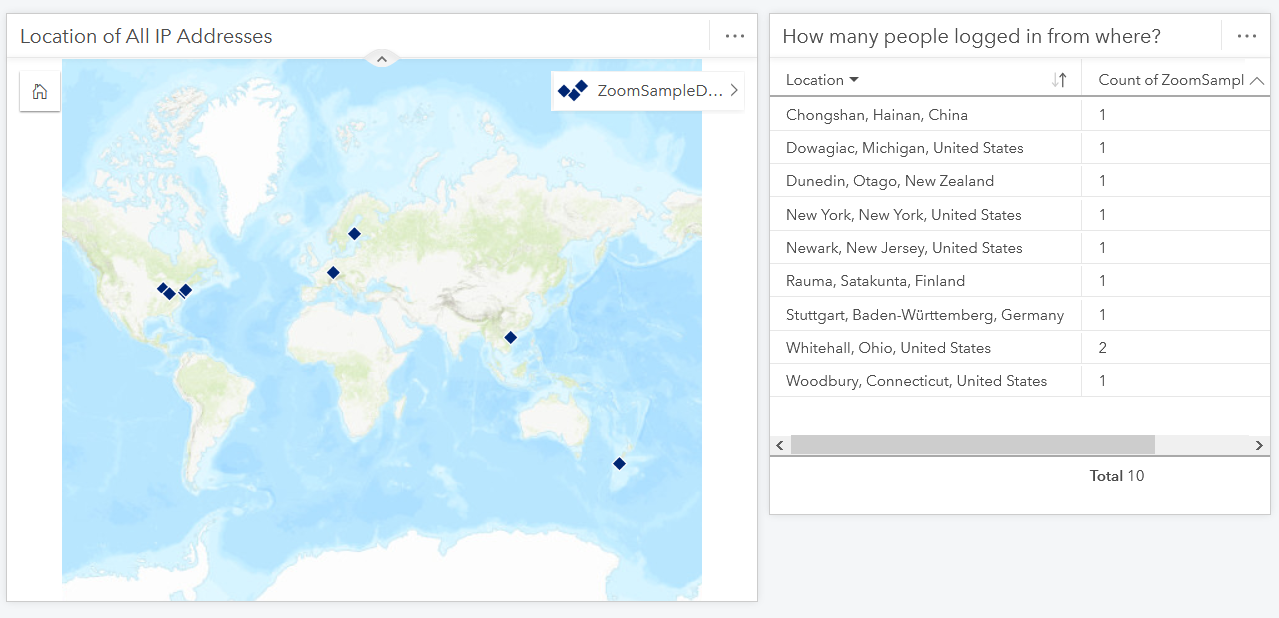 Location of All IP Addresses
ZoomSampleD...
How many people logged in from where?
Location
Count of ZoomSampl
Chongshan, Hainan, China 1
Dowagiac, Michigan, United States 1
Dunedin, Otago, New Zealand 1
New York, New York, United States 1
Newark, New Jersey, United States 1
Rauma, Satakunta, Finland 1
Stuttgart, Baden-Württemberg, Germany 1
Whitehall, Ohio, United States 2
Woodbury, Connecticut, United States 1
Total 10